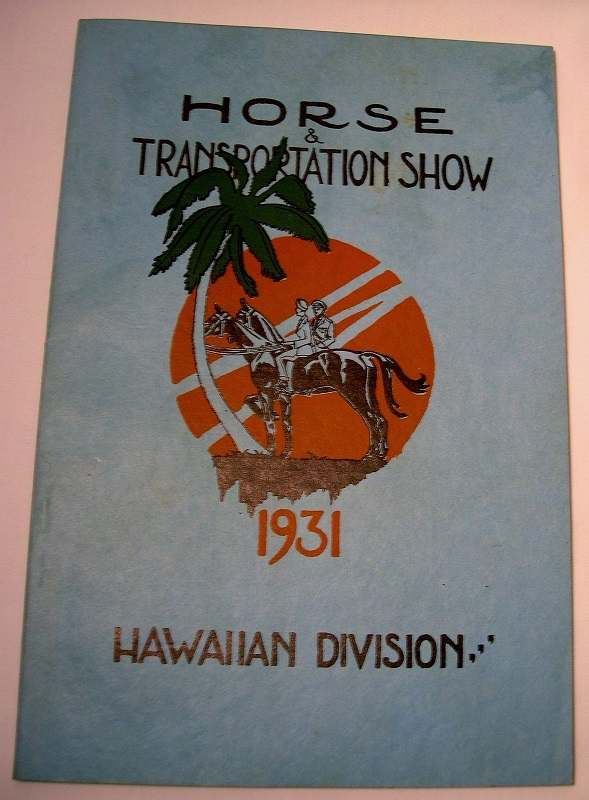 HORSE
&
TRANSPORTATION SHOW
1931
HAWAIIAN DIVISION